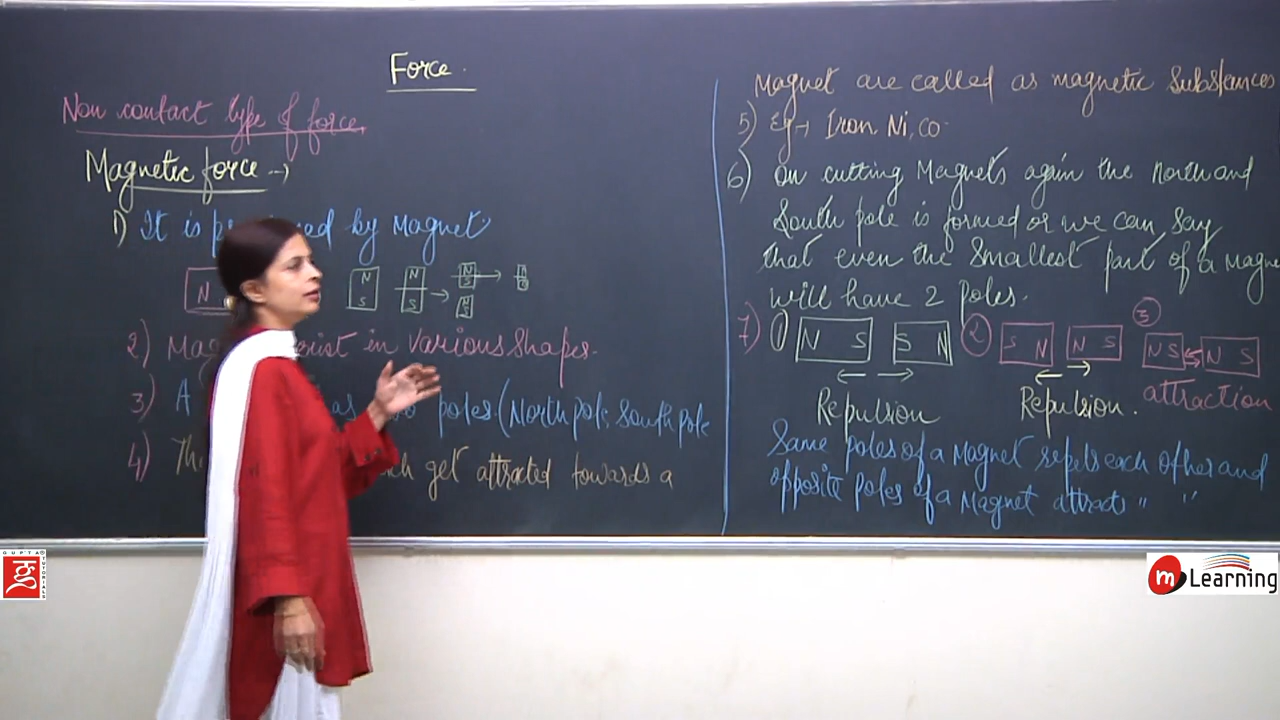 Force.
Non contact type of force.
Magnetic force →
1) It is by Magnet.
N
N S
N S
N S
N S
2) exist in various shapes.
3) A poles (North pole, South pole
4) get attracted towards a
Magnet are called as magnetic substances
5) Eg → Iron Ni, Co.
6) On cutting Magnets again the North and
South pole is formed or we can say
that even the smallest part of a Magne
will have 2 poles.
7) 1 N S S N 2 S N N S 3 N S N S
Repulsion Repulsion. attraction
Same poles of a Magnet repels each other and
opposite poles of a Magnet attracts " "
GUPTA TUTORIALS
m Learning